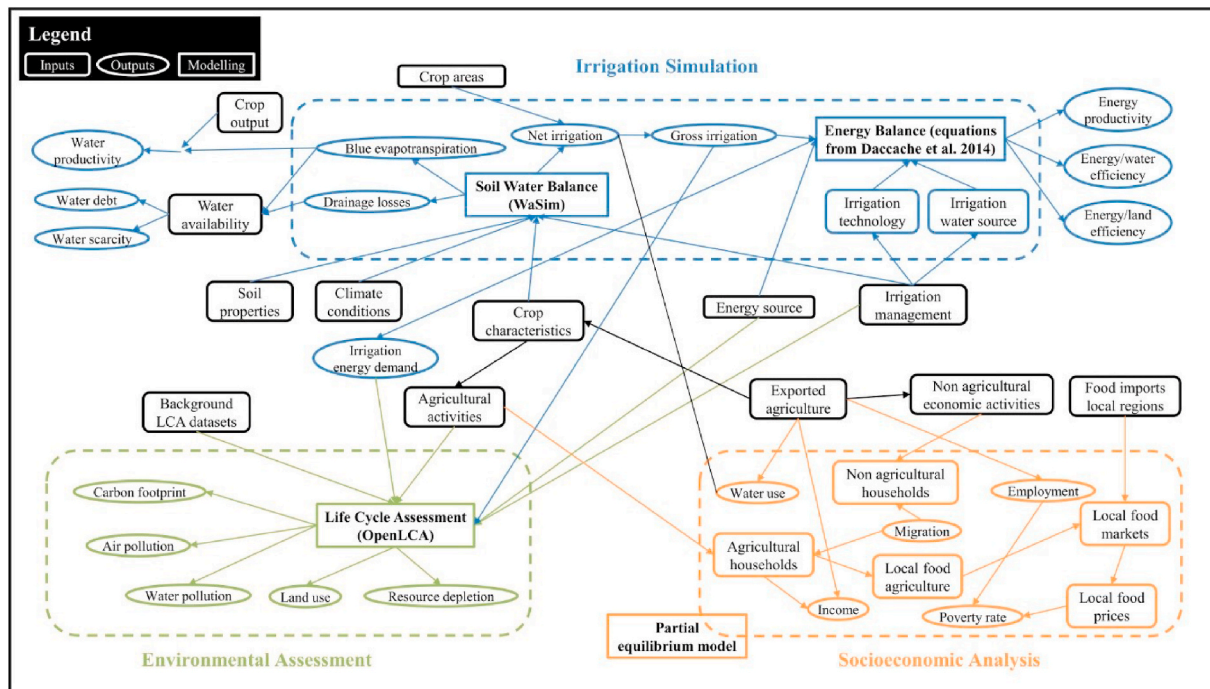 Legend
Inputs Outputs Modelling
Irrigation Simulation
Crop areas
Crop
output
Water
productivity
Water debt
Water scarcity
Water
availability
Blue evapotranspiration
Drainage losses
Net irrigation
Gross irrigation
Soil Water Balance
(WaSim)
Energy Balance (equations
from Daccache et al. 2014)
Irrigation
technology
Irrigation
water source
Energy
productivity
Energy/water
efficiency
Energy/land
efficiency
Soil
properties
Climate
conditions
Crop
characteristics
Energy source
Irrigation
management
Irrigation
energy demand
Background
LCA datasets
Agricultural
activities
Exported
agriculture
Non agricultural
economic activities
Food imports
local regions
Carbon footprint
Air pollution
Water pollution
Land use
Resource depletion
Life Cycle Assessment
(OpenLCA)
Environmental Assessment
Water use
Non agricultural
households
Employment
Migration
Agricultural
households
Local food
agriculture
Local food
markets
Income
Poverty rate
Local food
prices
Partial
equilibrium model
Socioeconomic Analysis